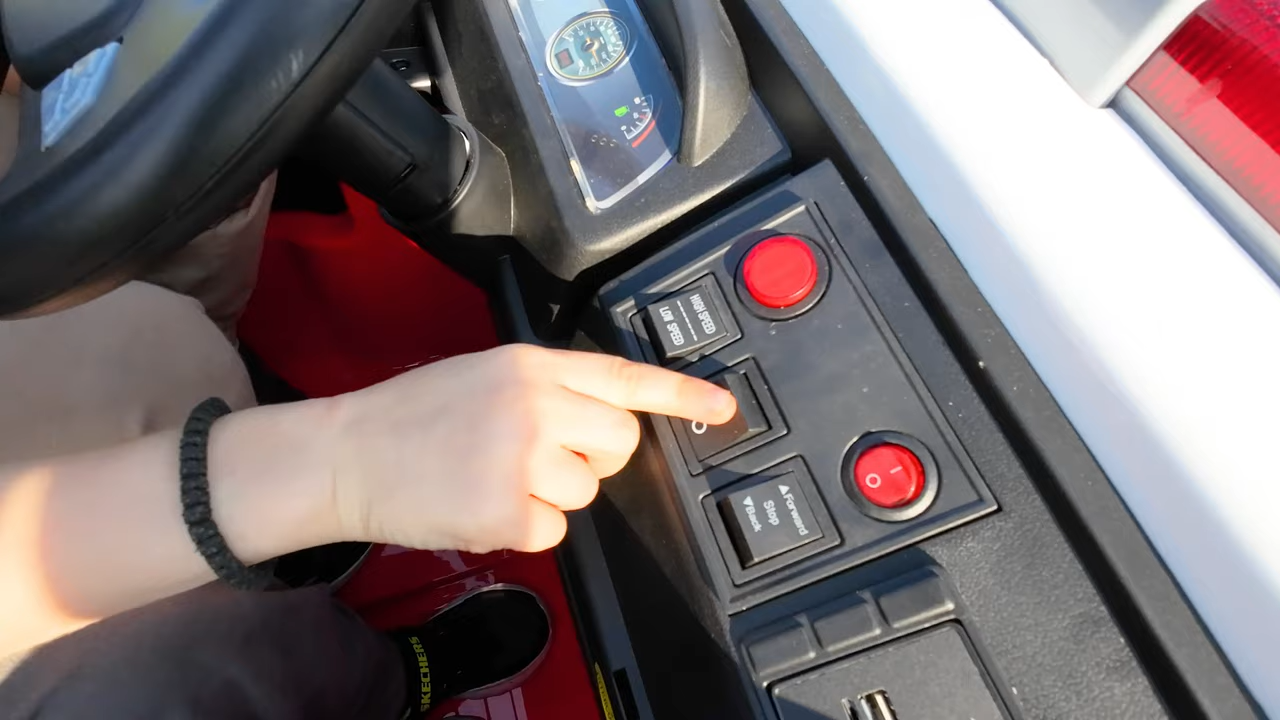 HIGH SPEED
LOW SPEED
O
▲Forward
Stop
▼Back
O I
SKECHERS